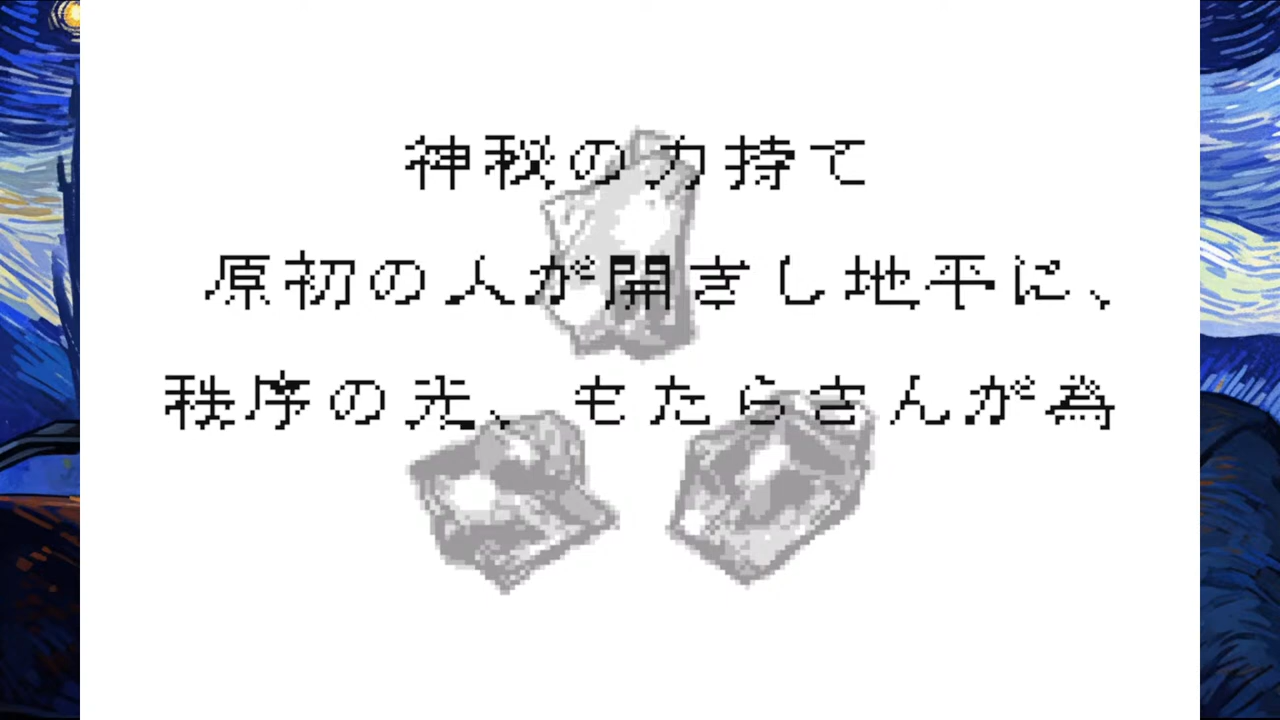 神秘の力持て
原初の人が開きし地平に、
秩序の光、もたらさんが為